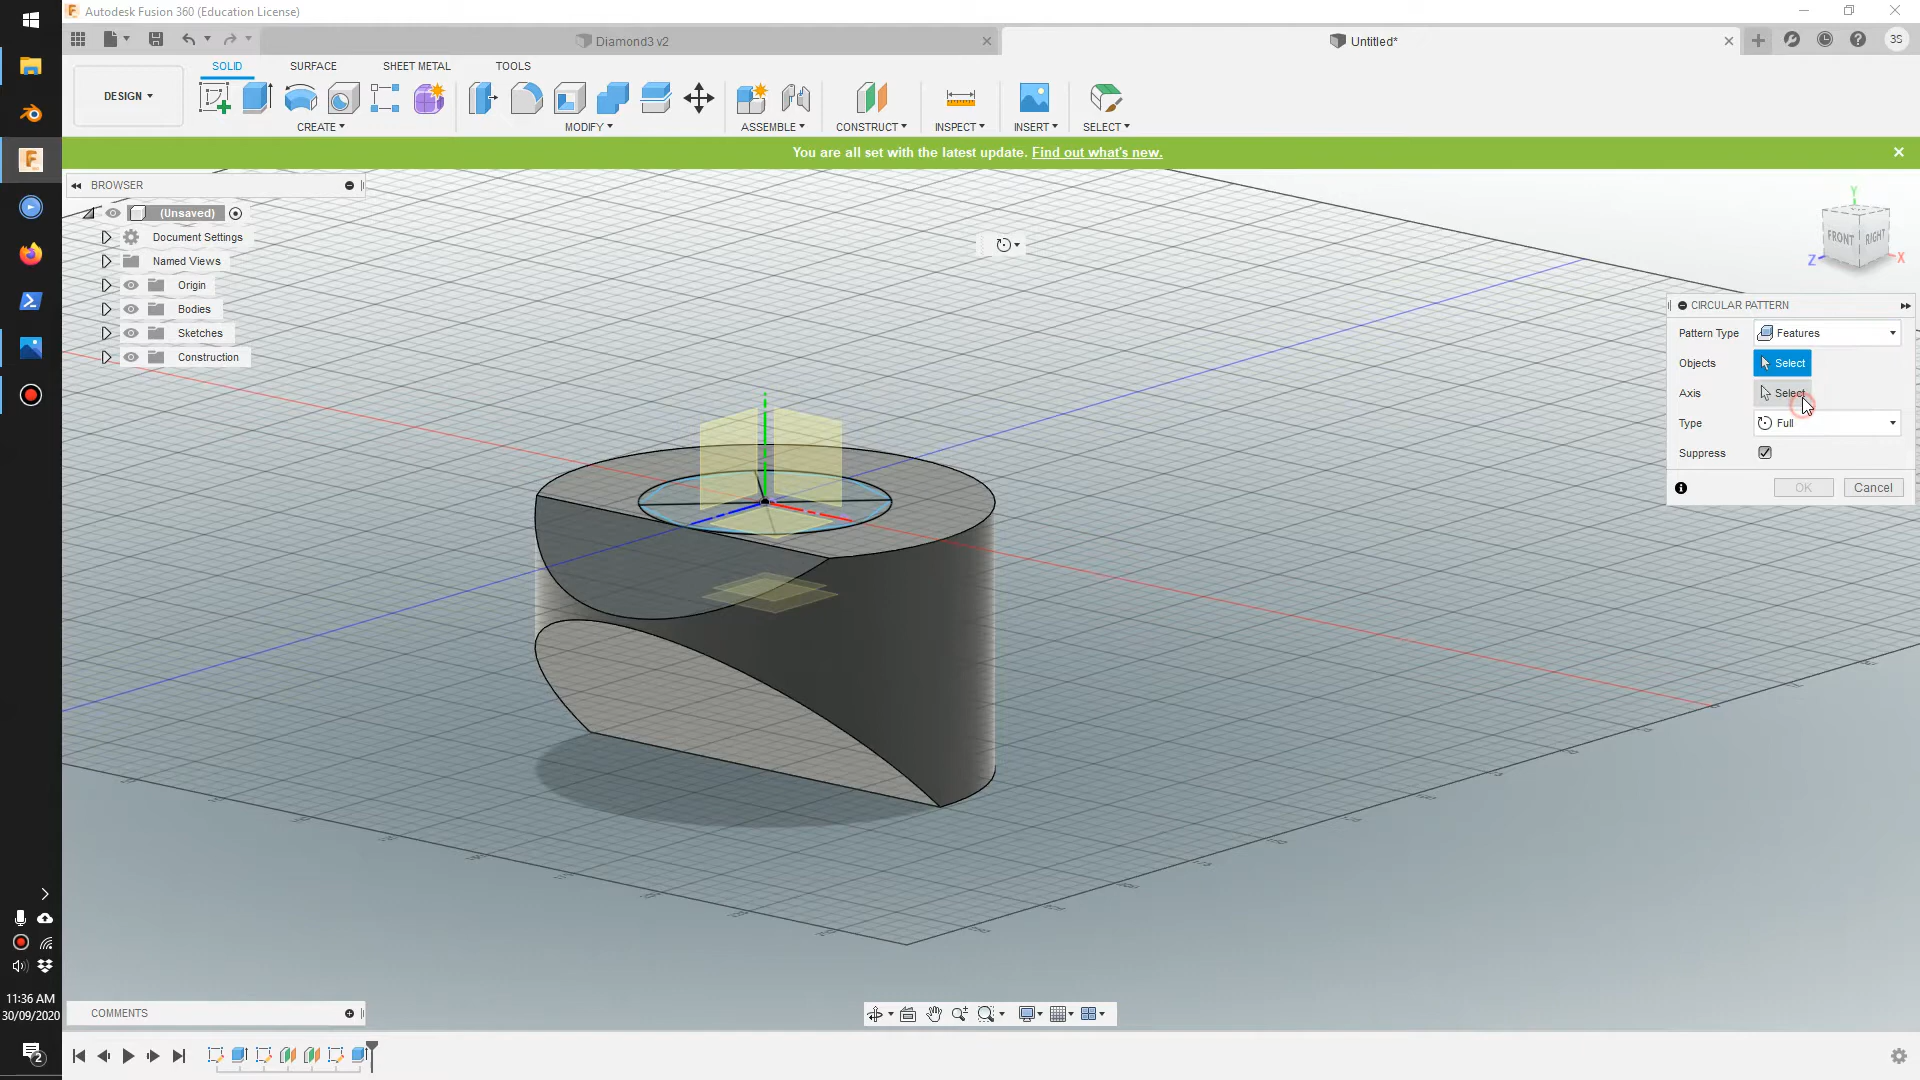 Autodesk Fusion 360 (Education License)
Diamond3 v2
Untitled*
3S
DESIGN
SOLID
SURFACE
SHEET METAL
TOOLS
CREATE
MODIFY
ASSEMBLE
CONSTRUCT
INSPECT
INSERT
SELECT
You are all set with the latest update. Find out what's new.
BROWSER
(Unsaved)
Document Settings
Named Views
Origin
Bodies
Sketches
Construction
Y
FRONT
RIGHT
Z
X
CIRCULAR PATTERN
Pattern Type
Features
Objects
Select
Axis
Select
Type
Full
Suppress
OK
Cancel
COMMENTS
11:36 AM
30/09/2020
2